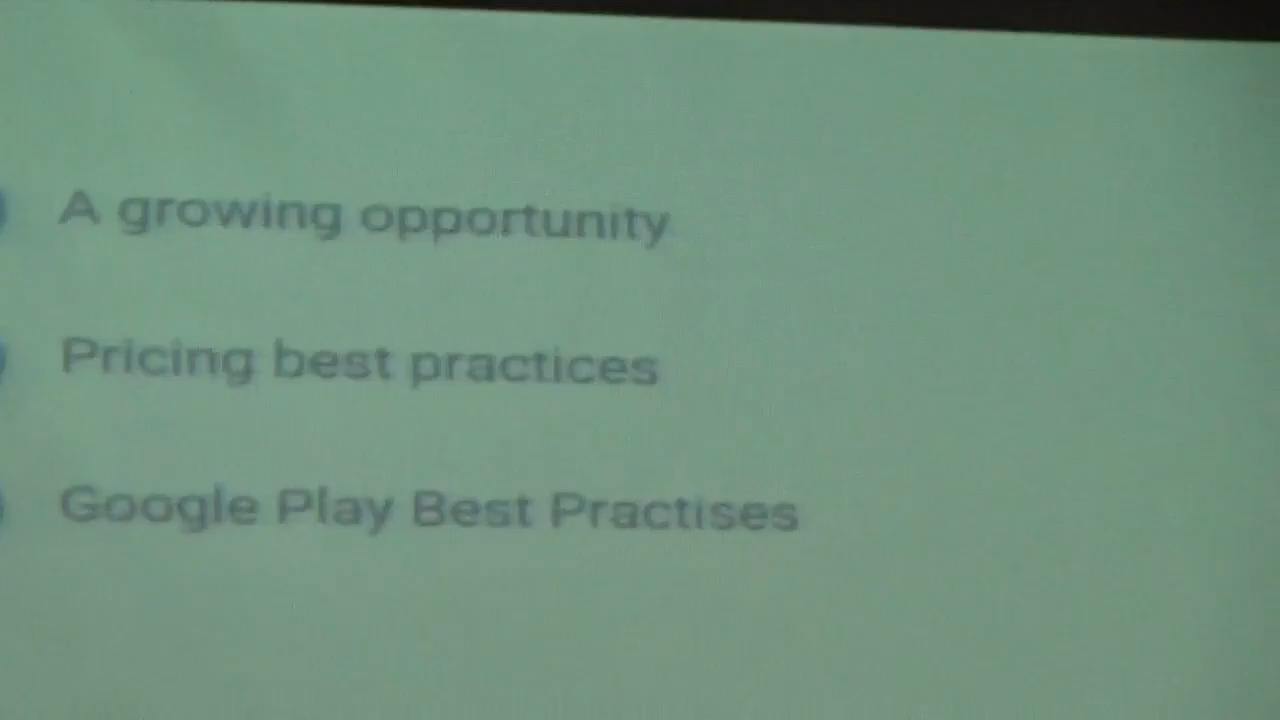 A growing opportunity
Pricing best practices
Google Play Best Practises